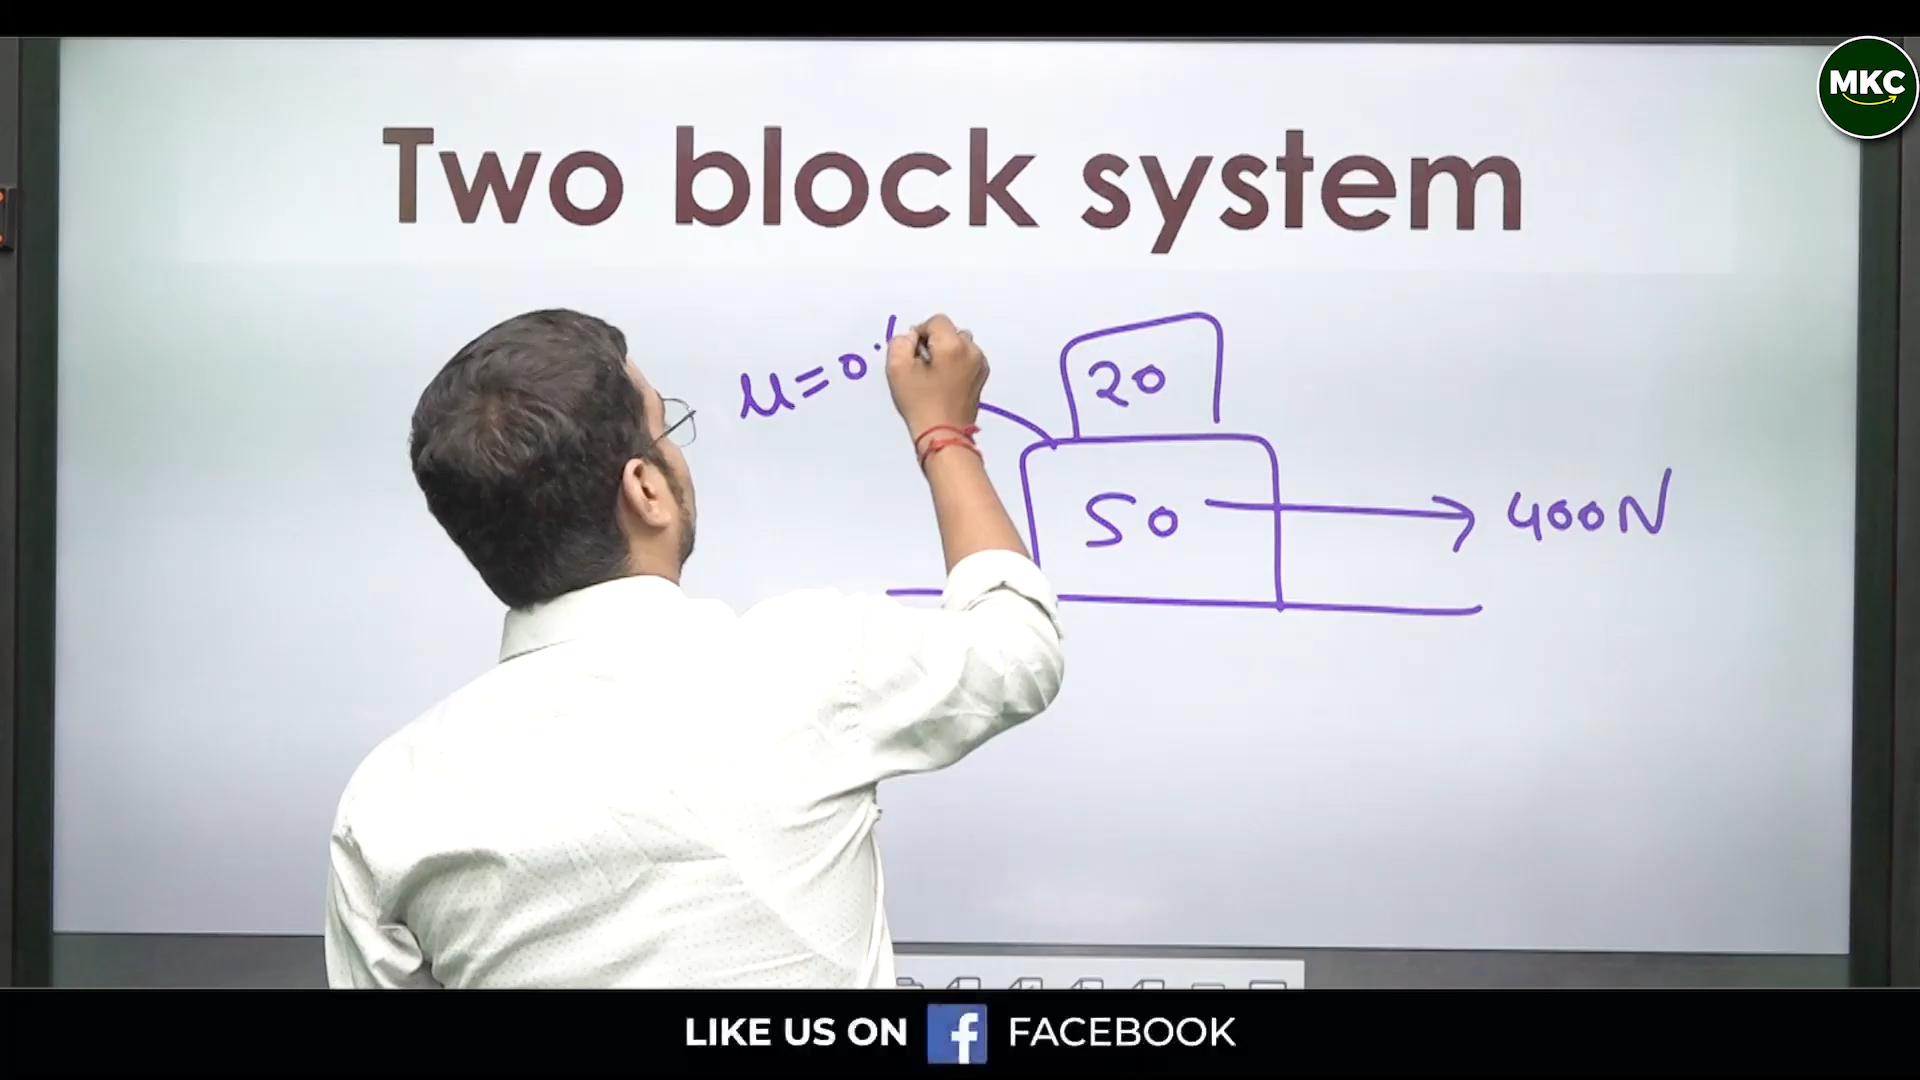 MKC
Two block system
μ=0.
20
50
400N
LIKE US ON FACEBOOK